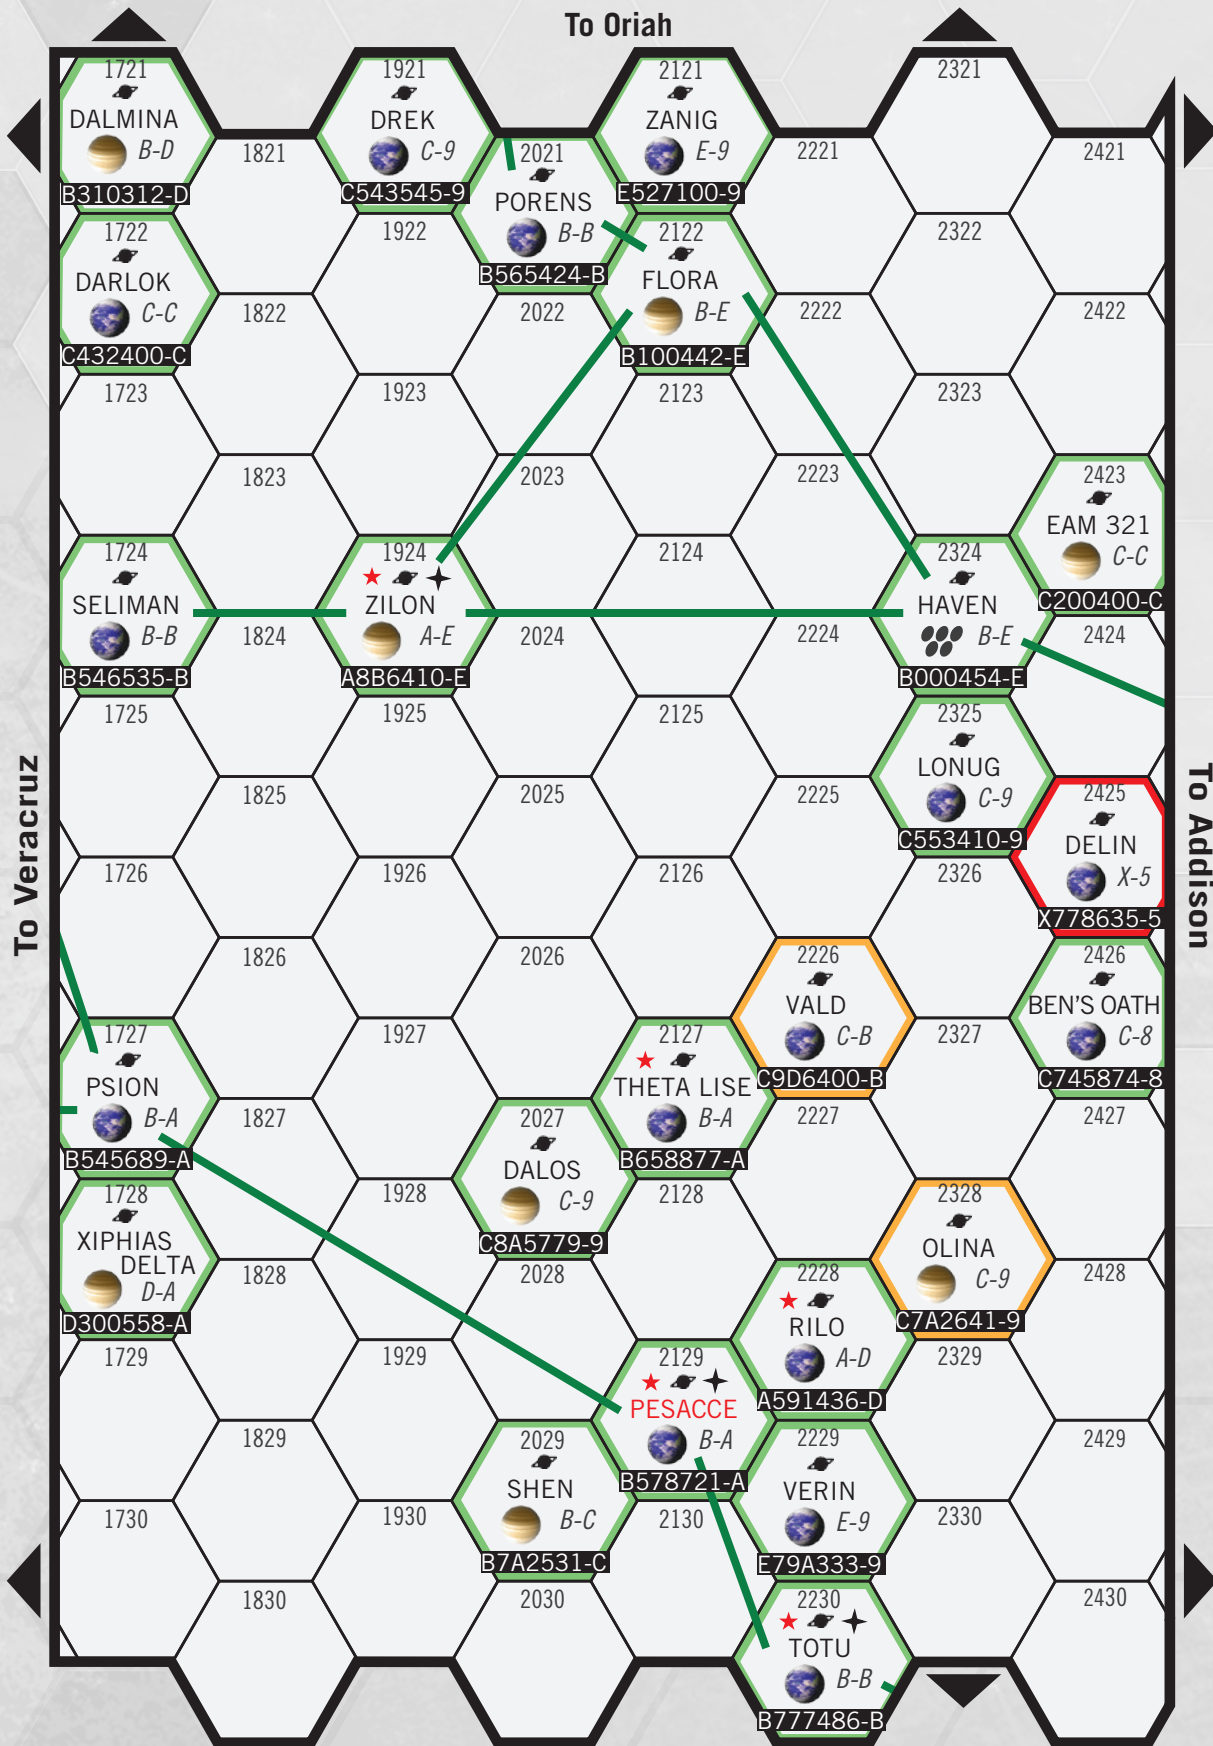 To Oriah
To Veracruz
To Addison
1721
DALMINA
B-D
B310312-D
1821
1921
DREK
C-9
C543545-9
2021
PORENS
B-B
B565424-B
2121
ZANIG
E-9
E527100-9
2221
2321
2421
1722
DARLOK
C-C
C432400-C
1822
1922
2022
2122
FLORA
B-E
B100442-E
2222
2322
2422
1723
1823
1923
2023
2123
2223
2323
2423
EAM 321
C-C
C200400-C
1724
SELIMAN
B-B
B546535-B
1824
1924
ZILON
A-E
A8B6410-E
2024
2124
2224
2324
HAVEN
B-E
B000454-E
2424
1725
1825
1925
2025
2125
2225
2325
LONUG
C-9
C553410-9
2425
DELIN
X-5
X778635-5
1726
1826
1926
2026
2126
2226
VALD
C-B
C9D6400-B
2326
2426
BEN'S OATH
C-8
C745874-8
1727
PSION
B-A
B545689-A
1827
1927
2027
DALOS
C-9
C8A5779-9
2127
THETA LISE
B-A
B658877-A
2227
2327
2427
1728
XIPHIAS
DELTA
D-A
D300558-A
1828
1928
2028
2128
2228
RILO
A-D
A591436-D
2328
OLINA
C-9
C7A2641-9
2428
1729
1829
1929
2029
SHEN
B-C
B7A2531-C
2129
PESACCE
B-A
B578721-A
2229
VERIN
E-9
E79A333-9
2329
2429
1730
1830
1930
2030
2130
2230
TOTU
B-B
B777486-B
2330
2430